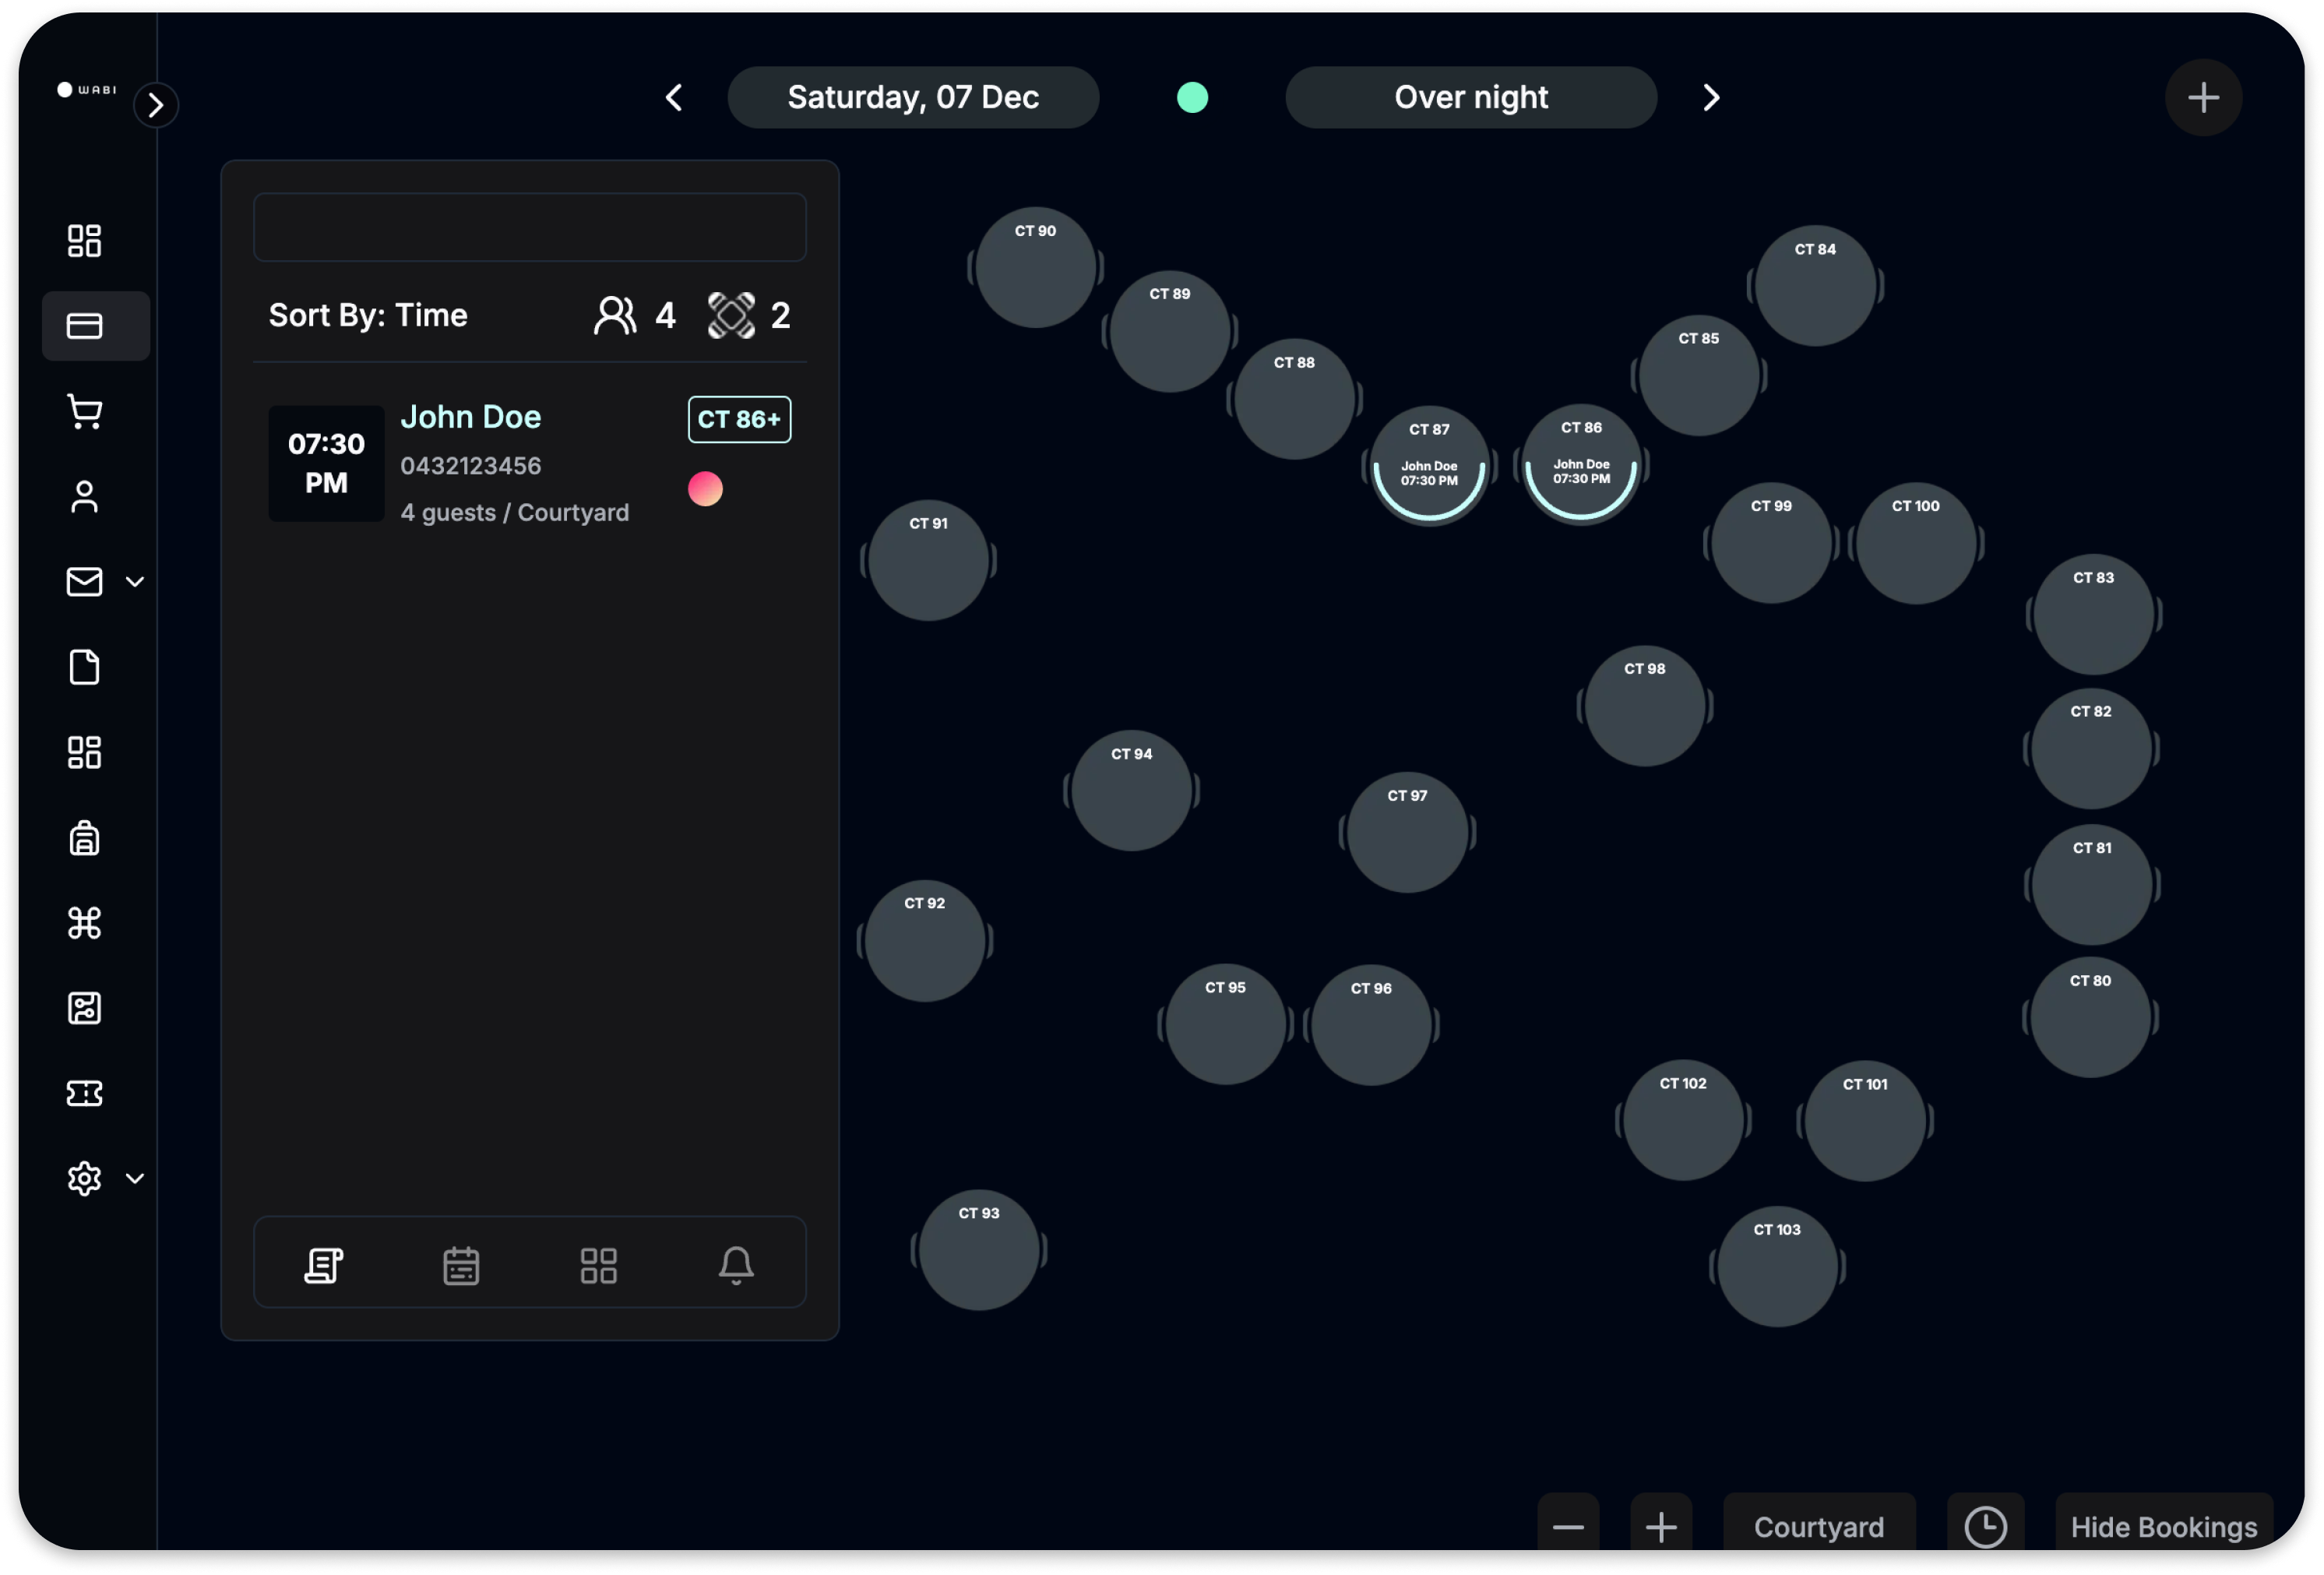 WABI
Saturday, 07 Dec
Over night
Sort By: Time
4
2
07:30
PM
John Doe
0432123456
4 guests / Courtyard
CT 86+
CT 90
CT 89
CT 88
CT 87
John Doe
07:30 PM
CT 86
John Doe
07:30 PM
CT 85
CT 84
CT 91
CT 99
CT 100
CT 83
CT 98
CT 82
CT 94
CT 97
CT 81
CT 92
CT 95
CT 96
CT 80
CT 102
CT 101
CT 93
CT 103
Courtyard
Hide Bookings